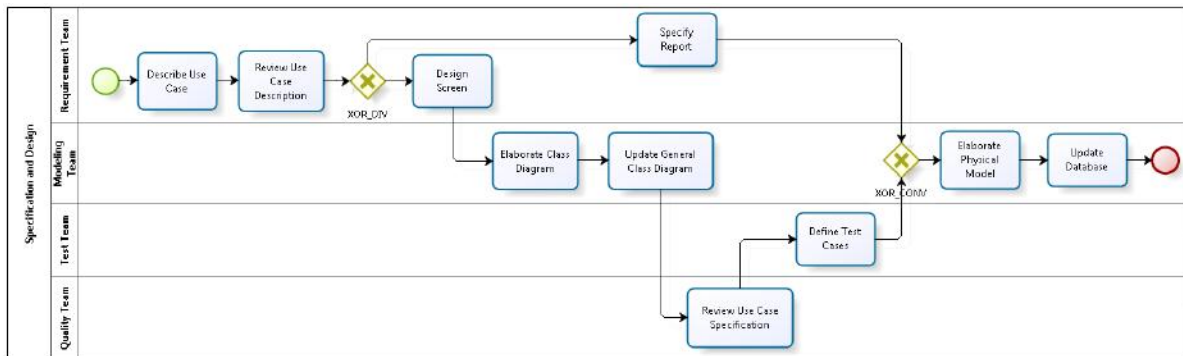 Specification and Design
Requirement Team
Describe Use
Case
Review Use
Case
Description
XOR_DIV
Design
Screen
Specify
Report
Modeling
Team
Elaborate Class
Diagram
Update General
Class Diagram
XOR_CONV
Elaborate
Physical
Model
Update
Database
Test Team
Define Test
Cases
Quality Team
Review Use Case
Specification